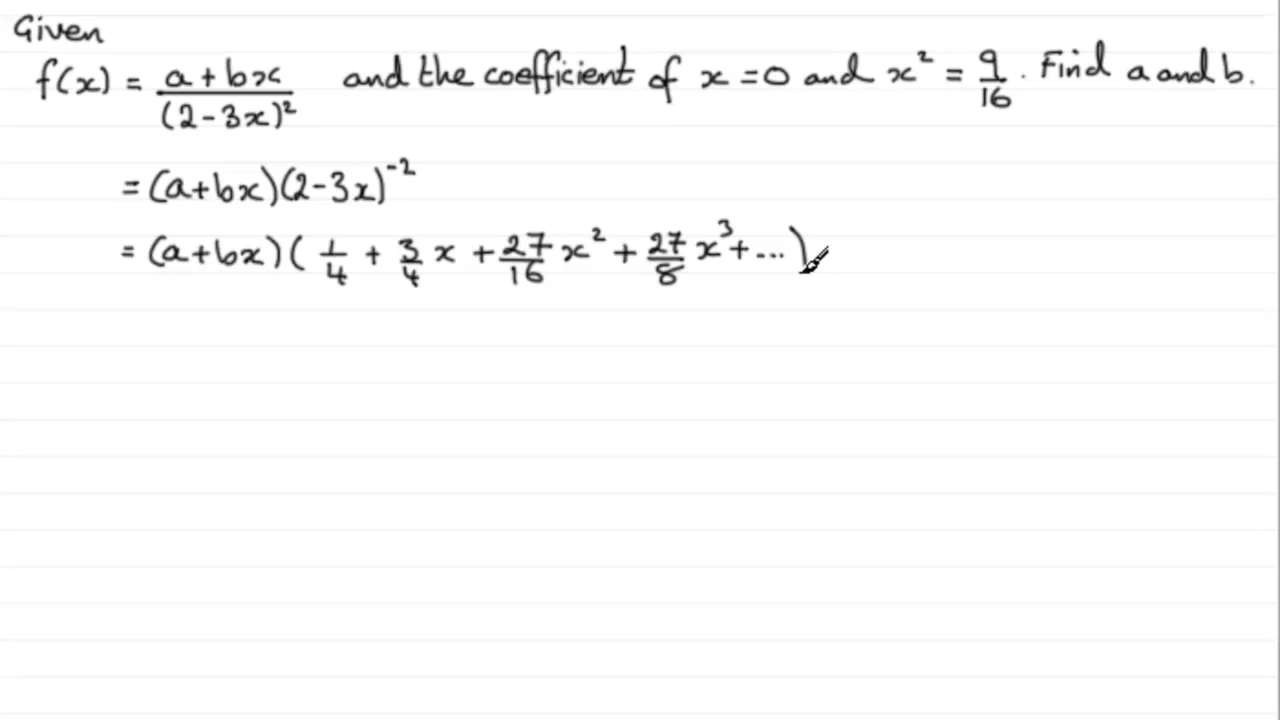 Given
f(x) = a + bx / (2 - 3x)² and the coefficient of x = 0 and x² = 9/16. Find a and b.
= (a + bx)(2 - 3x)⁻²
= (a + bx)( 1/4 + 3/4 x + 27/16 x² + 27/8 x³ + ... )